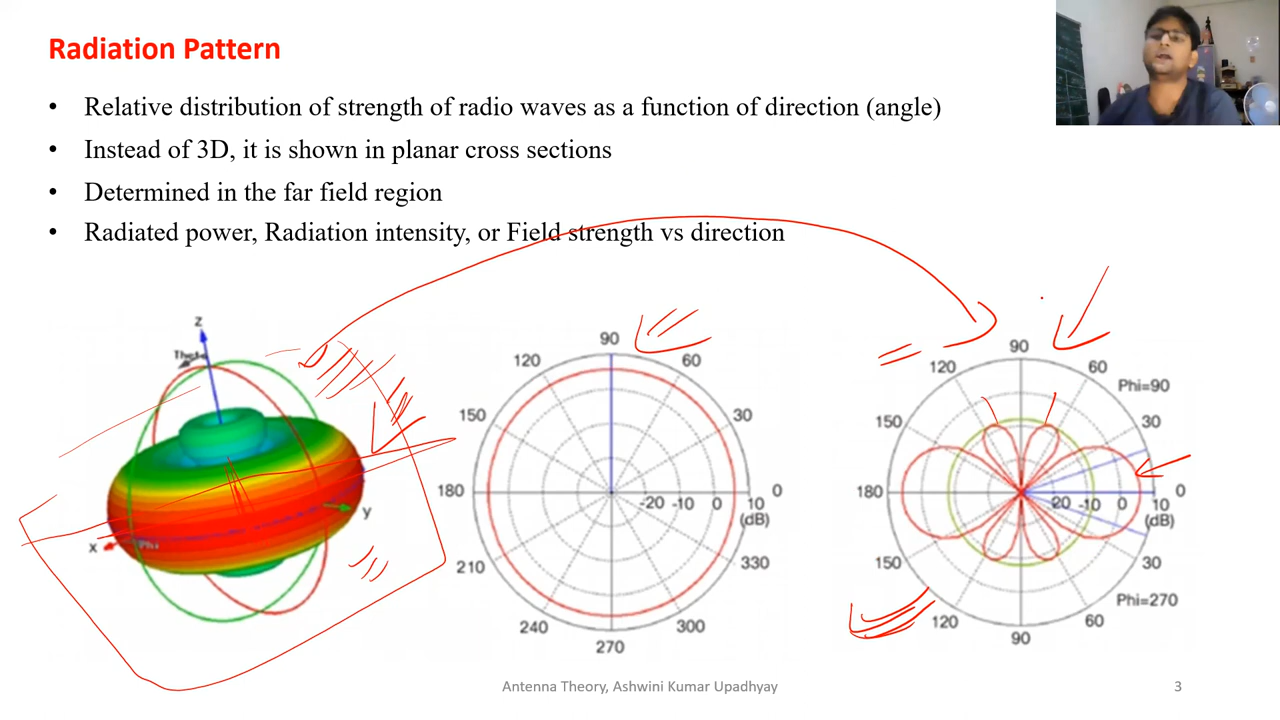 Radiation Pattern
• Relative distribution of strength of radio waves as a function of direction (angle)
• Instead of 3D, it is shown in planar cross sections
• Determined in the far field region
• Radiated power, Radiation intensity, or Field strength vs direction
Z
Theta
y
x
Phi
90
120
60
150
30
180
-20 -10 0 10
0
(dB)
210
330
240
300
270
90
120
60
Phi=90
150
30
180
-20 -10 0 10
0
(dB)
150
30
Phi=270
120
60
90
Antenna Theory, Ashwini Kumar Upadhyay
3